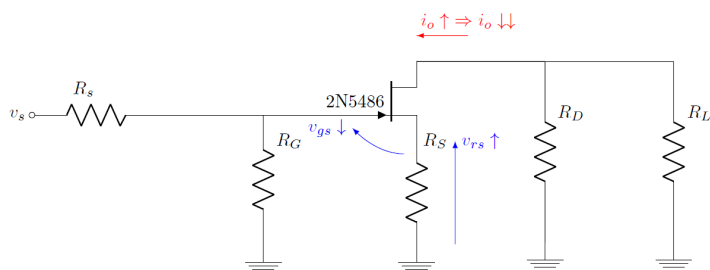 i_o ↑ ⇒ i_o ↓↓
R_s
v_s
2N5486
v_gs ↓
R_G
R_S
v_rs ↑
R_D
R_L